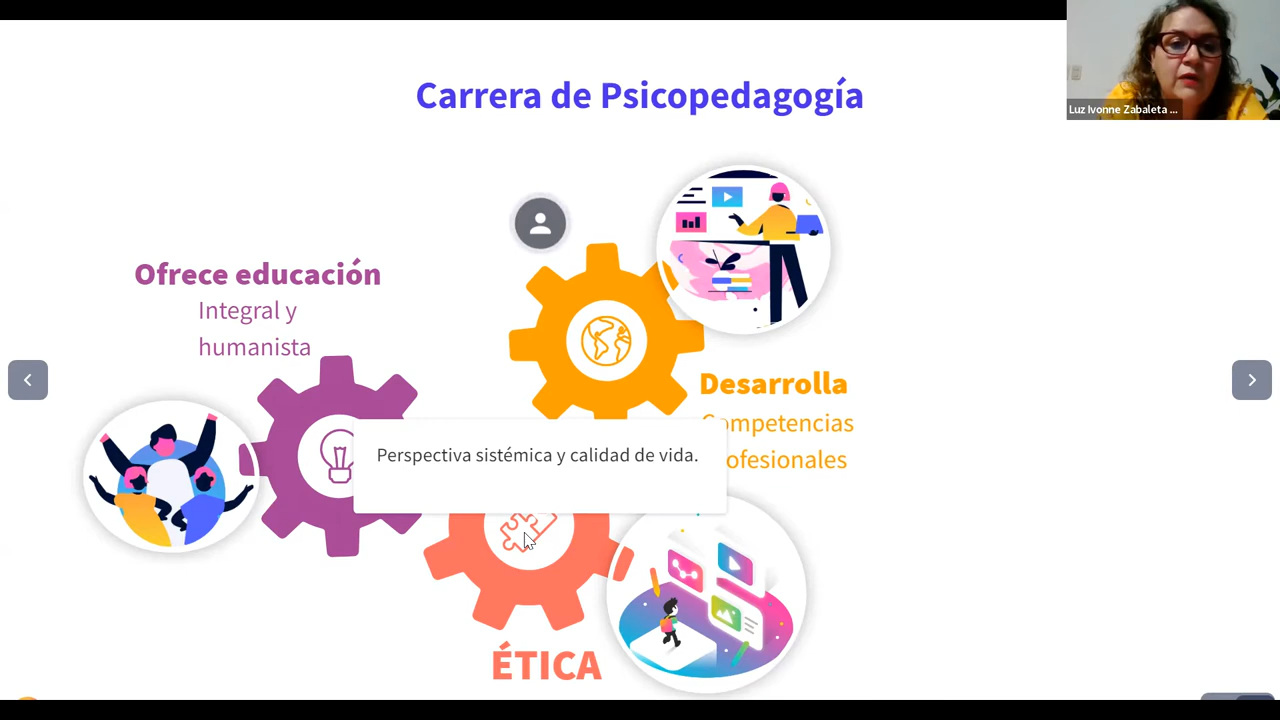 Carrera de Psicopedagogía
Luz Ivonne Zabaleta ...
Ofrece educación
Integral y
humanista
Desarrolla
ompetencias
ofesionales
Perspectiva sistémica y calidad de vida.
ÉTICA